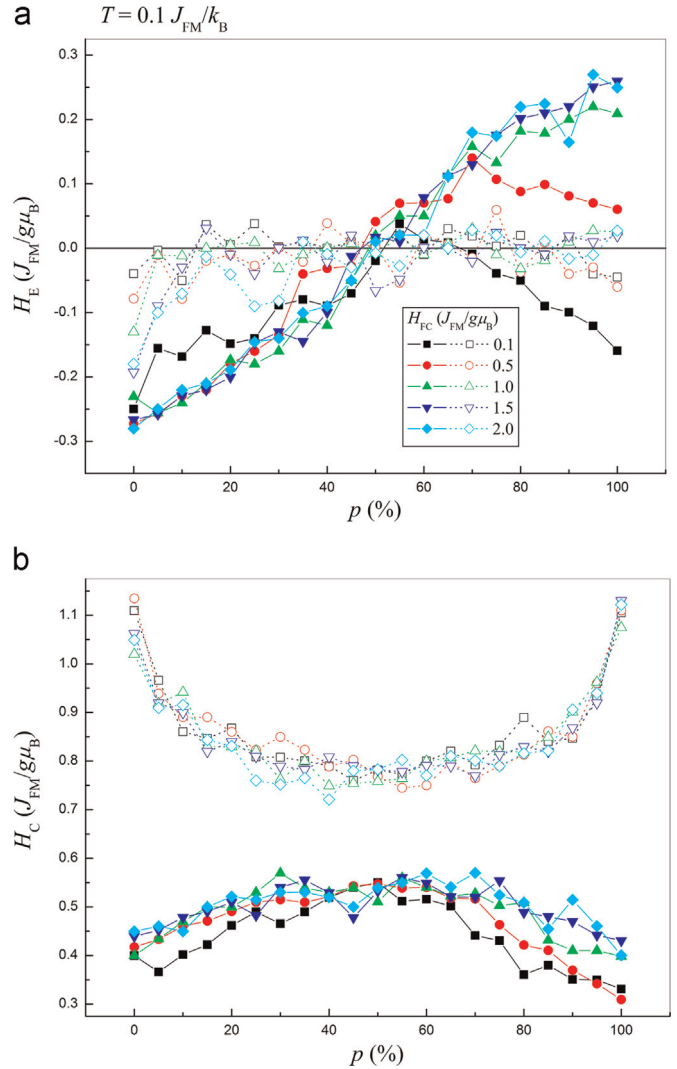 a
T = 0.1 J_FM/k_B
H_E (J_FM/gμ_B)
0.3
0.2
0.1
0.0
-0.1
-0.2
-0.3
H_FC (J_FM/gμ_B)
0.1
0.5
1.0
1.5
2.0
0 20 40 60 80 100
p (%)
b
H_C (J_FM/gμ_B)
1.1
1.0
0.9
0.8
0.7
0.6
0.5
0.4
0.3
0 20 40 60 80 100
p (%)